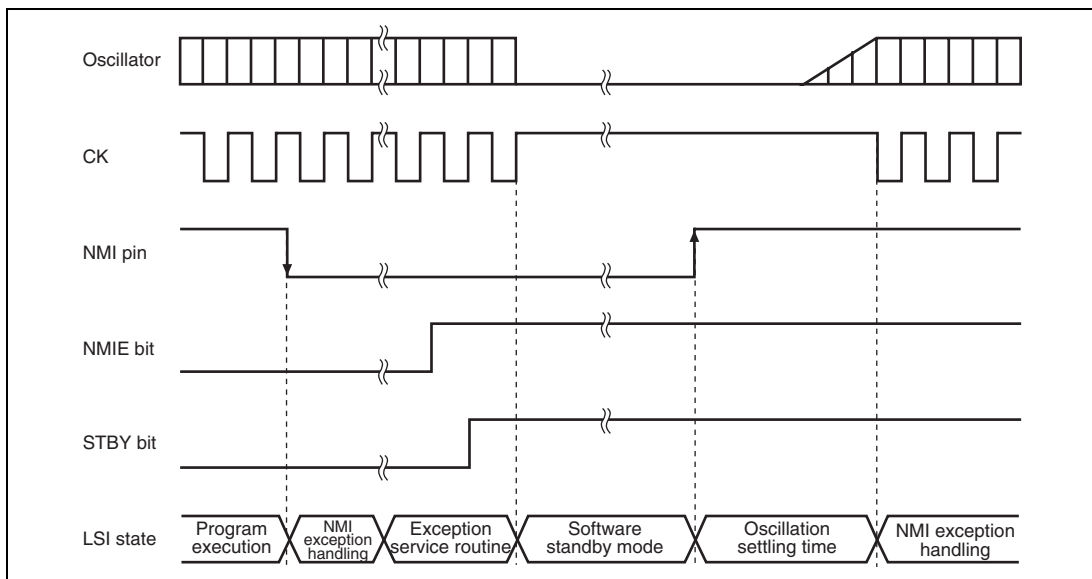 Oscillator
CK
NMI pin
NMIE bit
STBY bit
LSI state
Program
execution
NMI
exception
handling
Exception
service routine
Software
standby mode
Oscillation
settling time
NMI exception
handling